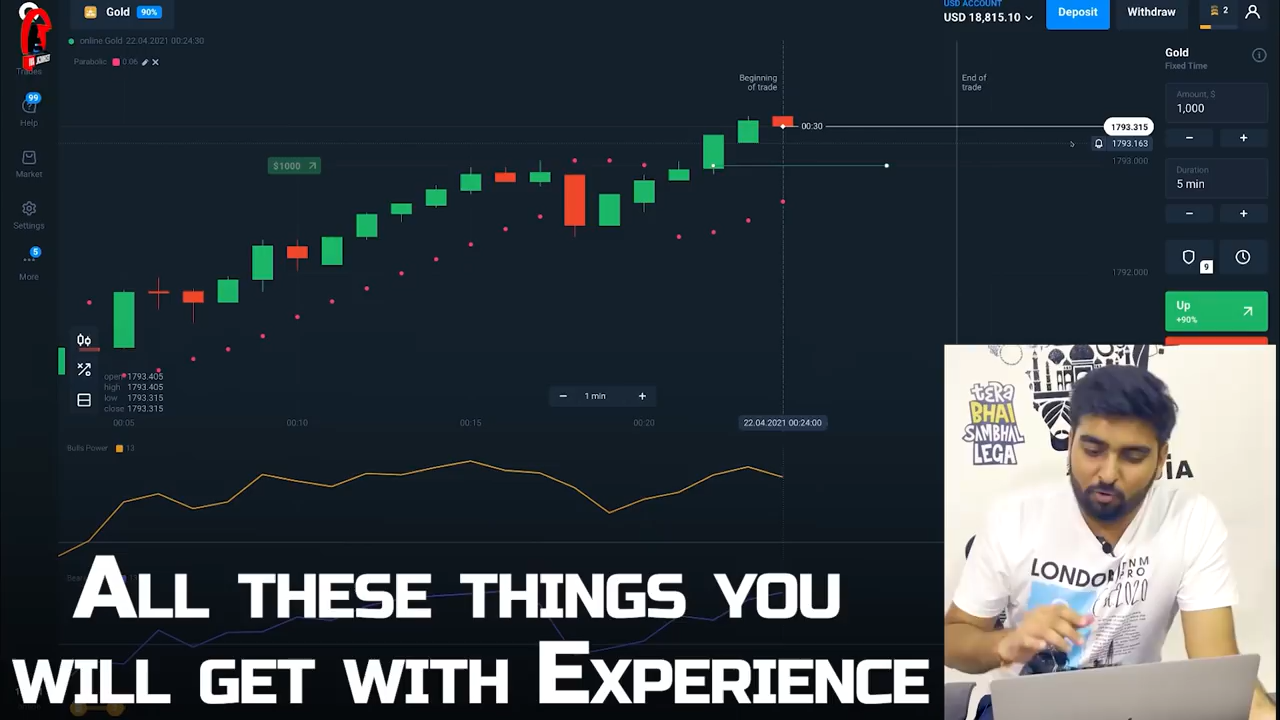 Gold 90%
USD ACCOUNT
USD 18,815.10
Deposit
Withdraw
2
online Gold 22.04.2021 00:24:30
Parabolic 0.06
Trades
99
Help
Market
Settings
5
More
Beginning
of trade
End of
trade
00:30
1793.315
1793.163
1793.000
1792.000
$1000
Gold
Fixed Time
Amount, $
1,000
Duration
5 min
9
Up
+90%
open 1793.405
high 1793.405
low 1793.315
close 1793.315
1 min
00:05
00:10
00:15
00:20
22.04.2021 00:24:00
Bulls Power 13
ALL THESE THINGS YOU
WILL GET WITH EXPERIENCE
TERA
BHAI
SAMBHAL
LEGA